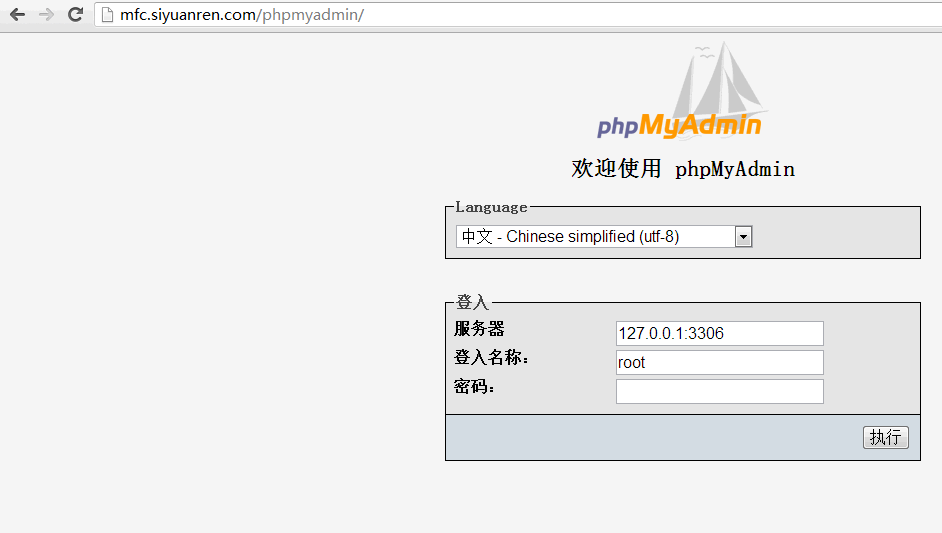 mfc.siyuanren.com/phpmyadmin/
phpMyAdmin
欢迎使用 phpMyAdmin
Language
中文 - Chinese simplified (utf-8)
登入
服务器 127.0.0.1:3306
登入名称： root
密码：
执行